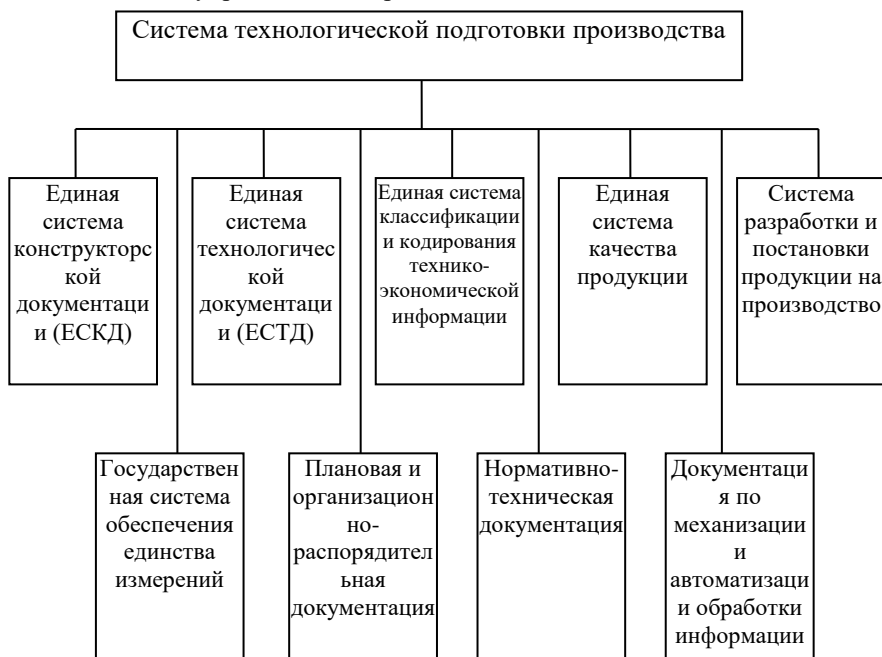 Система технологической подготовки производства
Единая
система
конструкторс
кой
документаци
и (ЕСКД)
Единая
система
технологичес
кой
документаци
и (ЕСТД)
Единая система
классификации
и кодирования
технико-
экономической
информации
Единая
система
качества
продукции
Система
разработки и
постановки
продукции на
производство
Государствен
ная система
обеспечения
единства
измерений
Плановая и
организацион
но-
распорядител
ьная
документация
Нормативно-
техническая
документация
Документаци
я по
механизации
и
автоматизаци
и обработки
информации